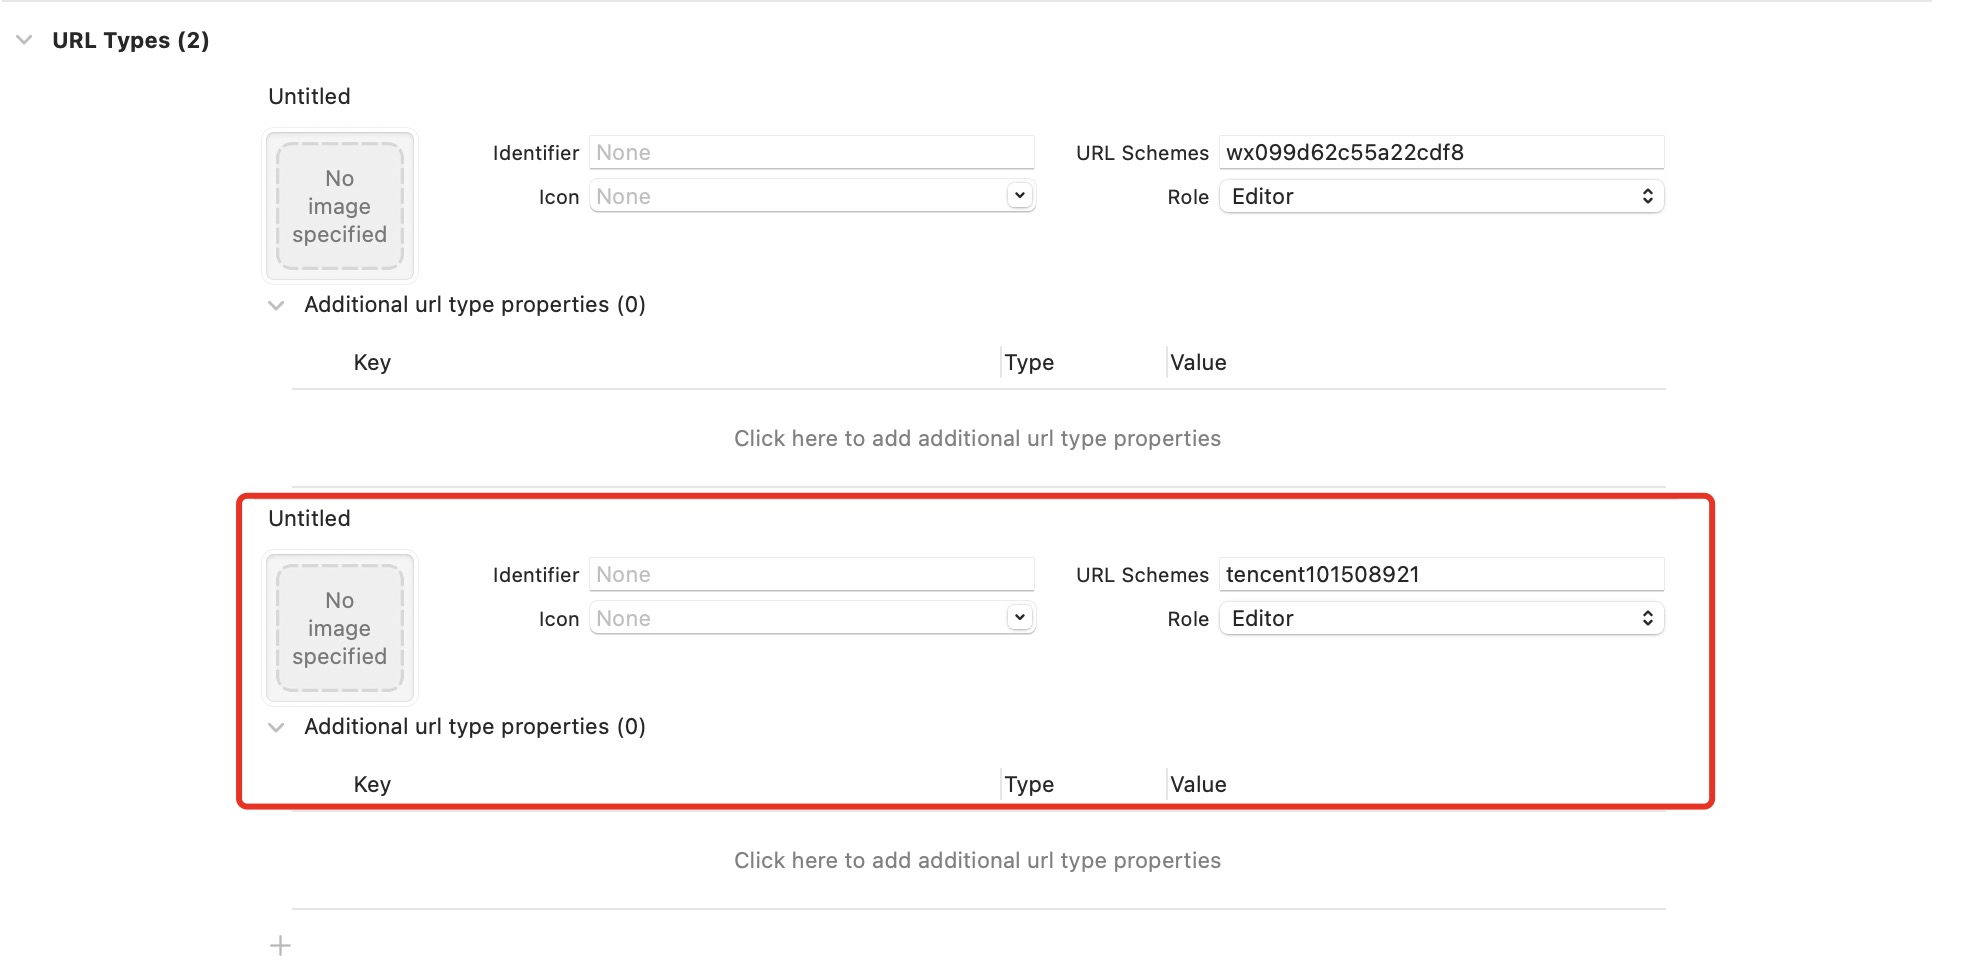 URL Types (2)
Untitled
No
image
specified
Identifier None
URL Schemes wx099d62c55a22cdf8
Icon None
Role Editor
Additional url type properties (0)
Key Type Value
Click here to add additional url type properties
Untitled
No
image
specified
Identifier None
URL Schemes tencent101508921
Icon None
Role Editor
Additional url type properties (0)
Key Type Value
Click here to add additional url type properties